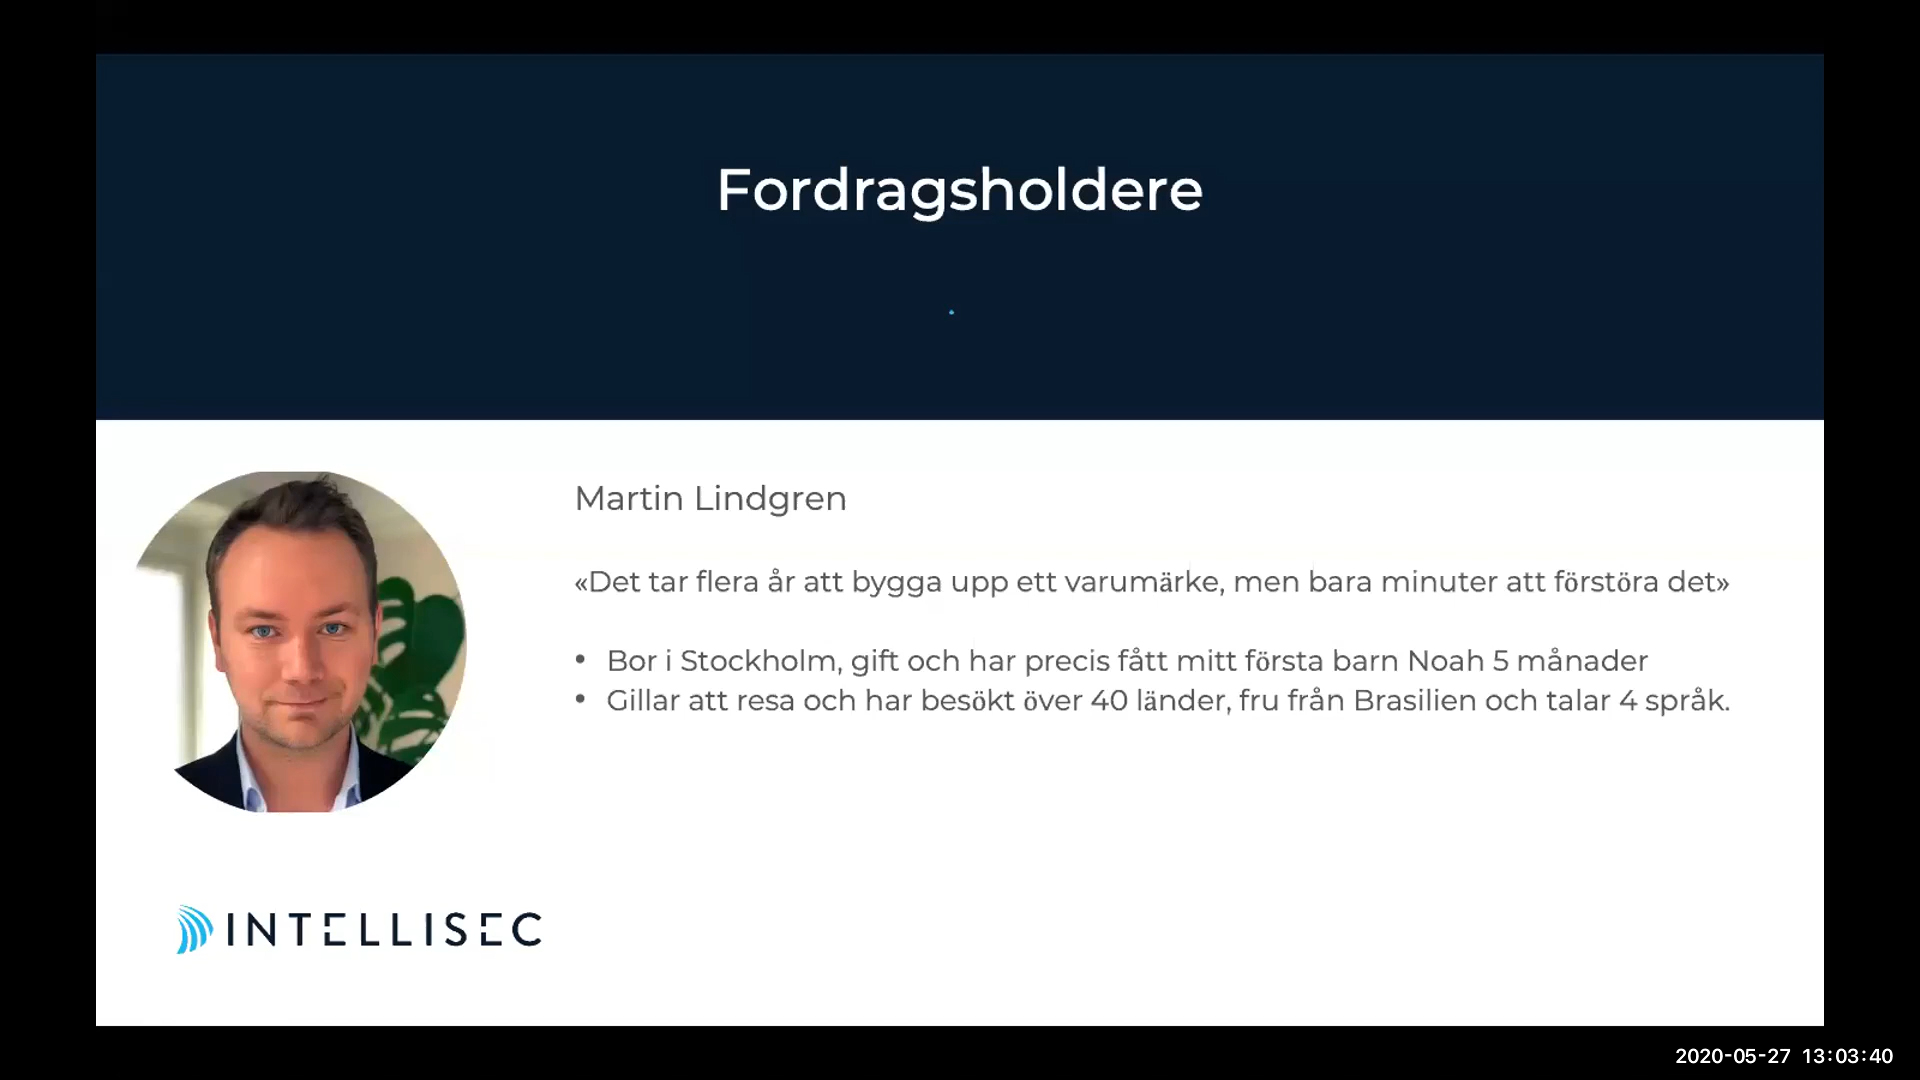 Fordragsholdere
Martin Lindgren
«Det tar flera år att bygga upp ett varumärke, men bara minuter att förstöra det»
• Bor i Stockholm, gift och har precis fått mitt första barn Noah 5 månader
• Gillar att resa och har besökt över 40 länder, fru från Brasilien och talar 4 språk.
INTELLISEC
2020-05-27 13:03:40